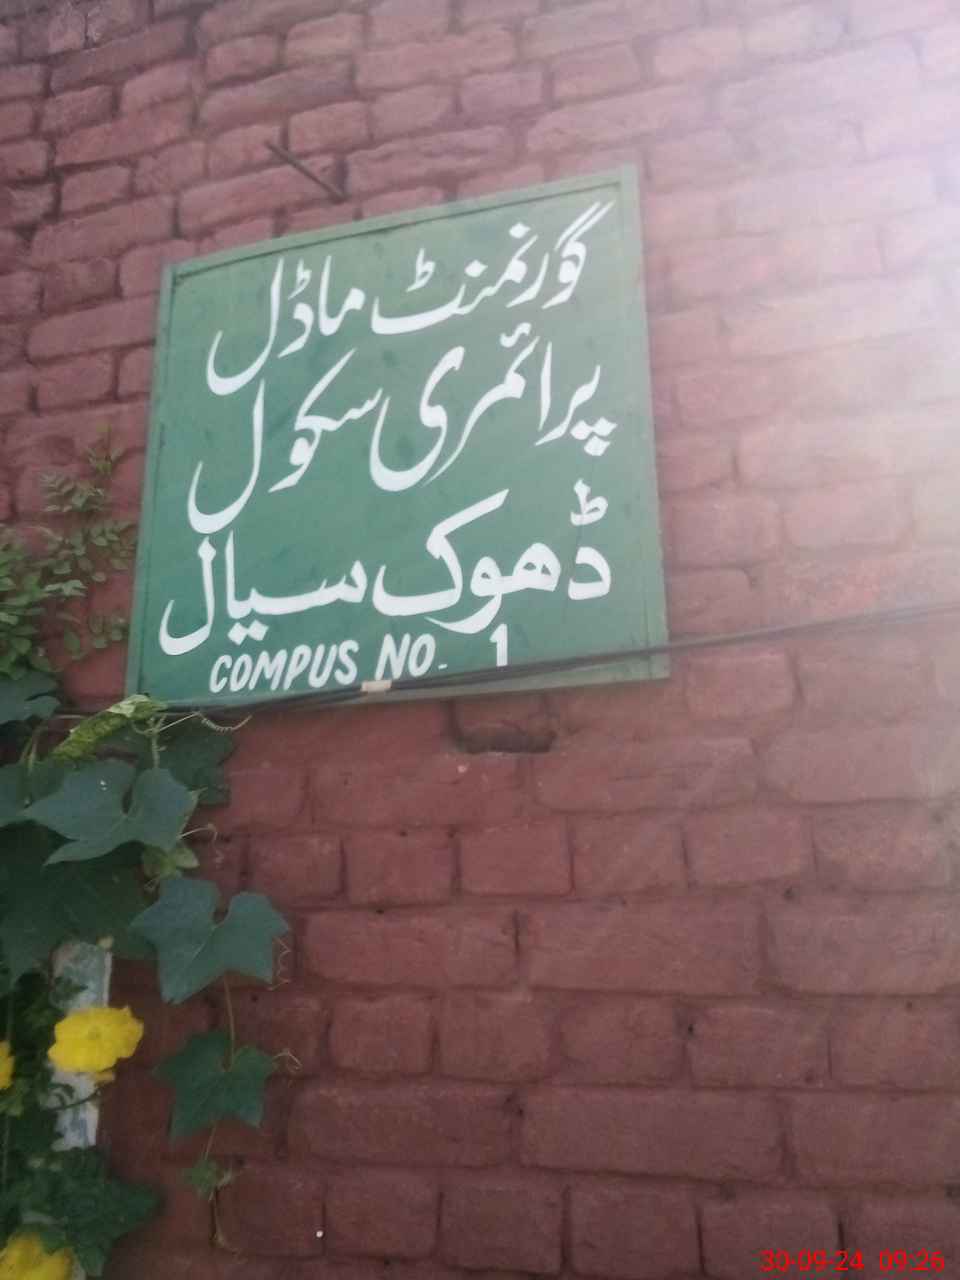 گورنمنٹ ماڈل
پرائمری سکول
ڈھوک سیال
COMPUS NO. 1
30-09-24 09:26